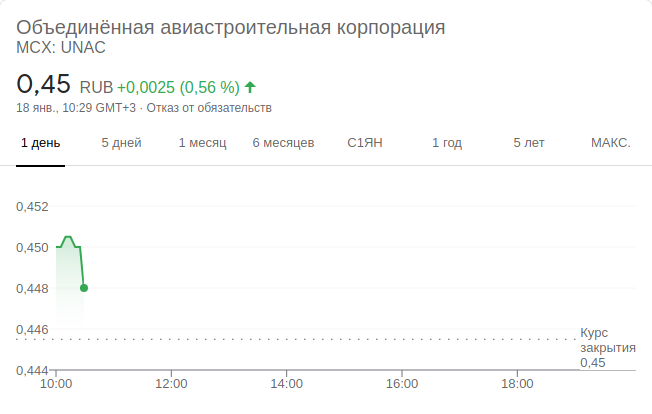 Объединённая авиастроительная корпорация
MCX: UNAC
0,45 RUB +0,0025 (0,56 %)
18 янв., 10:29 GMT+3 · Отказ от обязательств
1 день 5 дней 1 месяц 6 месяцев С1ЯН 1 год 5 лет МАКС.
0,452
0,450
0,448
0,446
0,444
Курс
закрытия
0,45
10:00 12:00 14:00 16:00 18:00